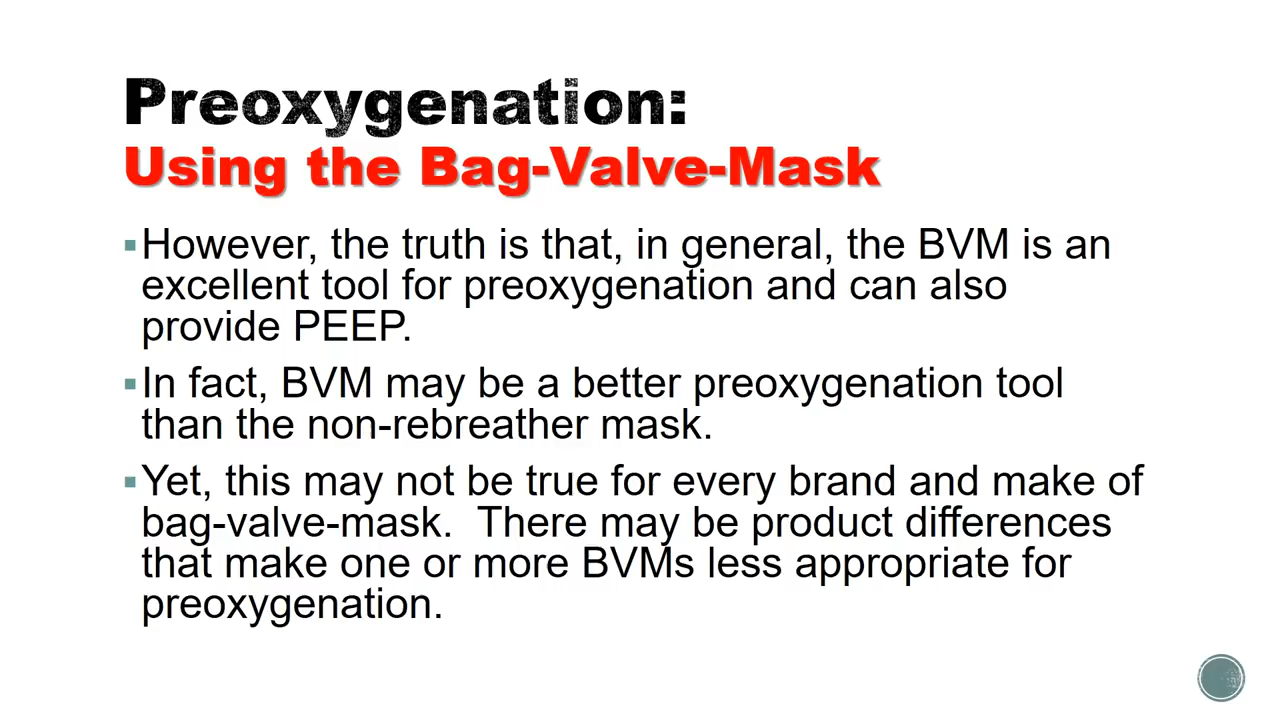 Preoxygenation:
Using the Bag-Valve-Mask
▪However, the truth is that, in general, the BVM is an
excellent tool for preoxygenation and can also
provide PEEP.
▪In fact, BVM may be a better preoxygenation tool
than the non-rebreather mask.
▪Yet, this may not be true for every brand and make of
bag-valve-mask.  There may be product differences
that make one or more BVMs less appropriate for
preoxygenation.